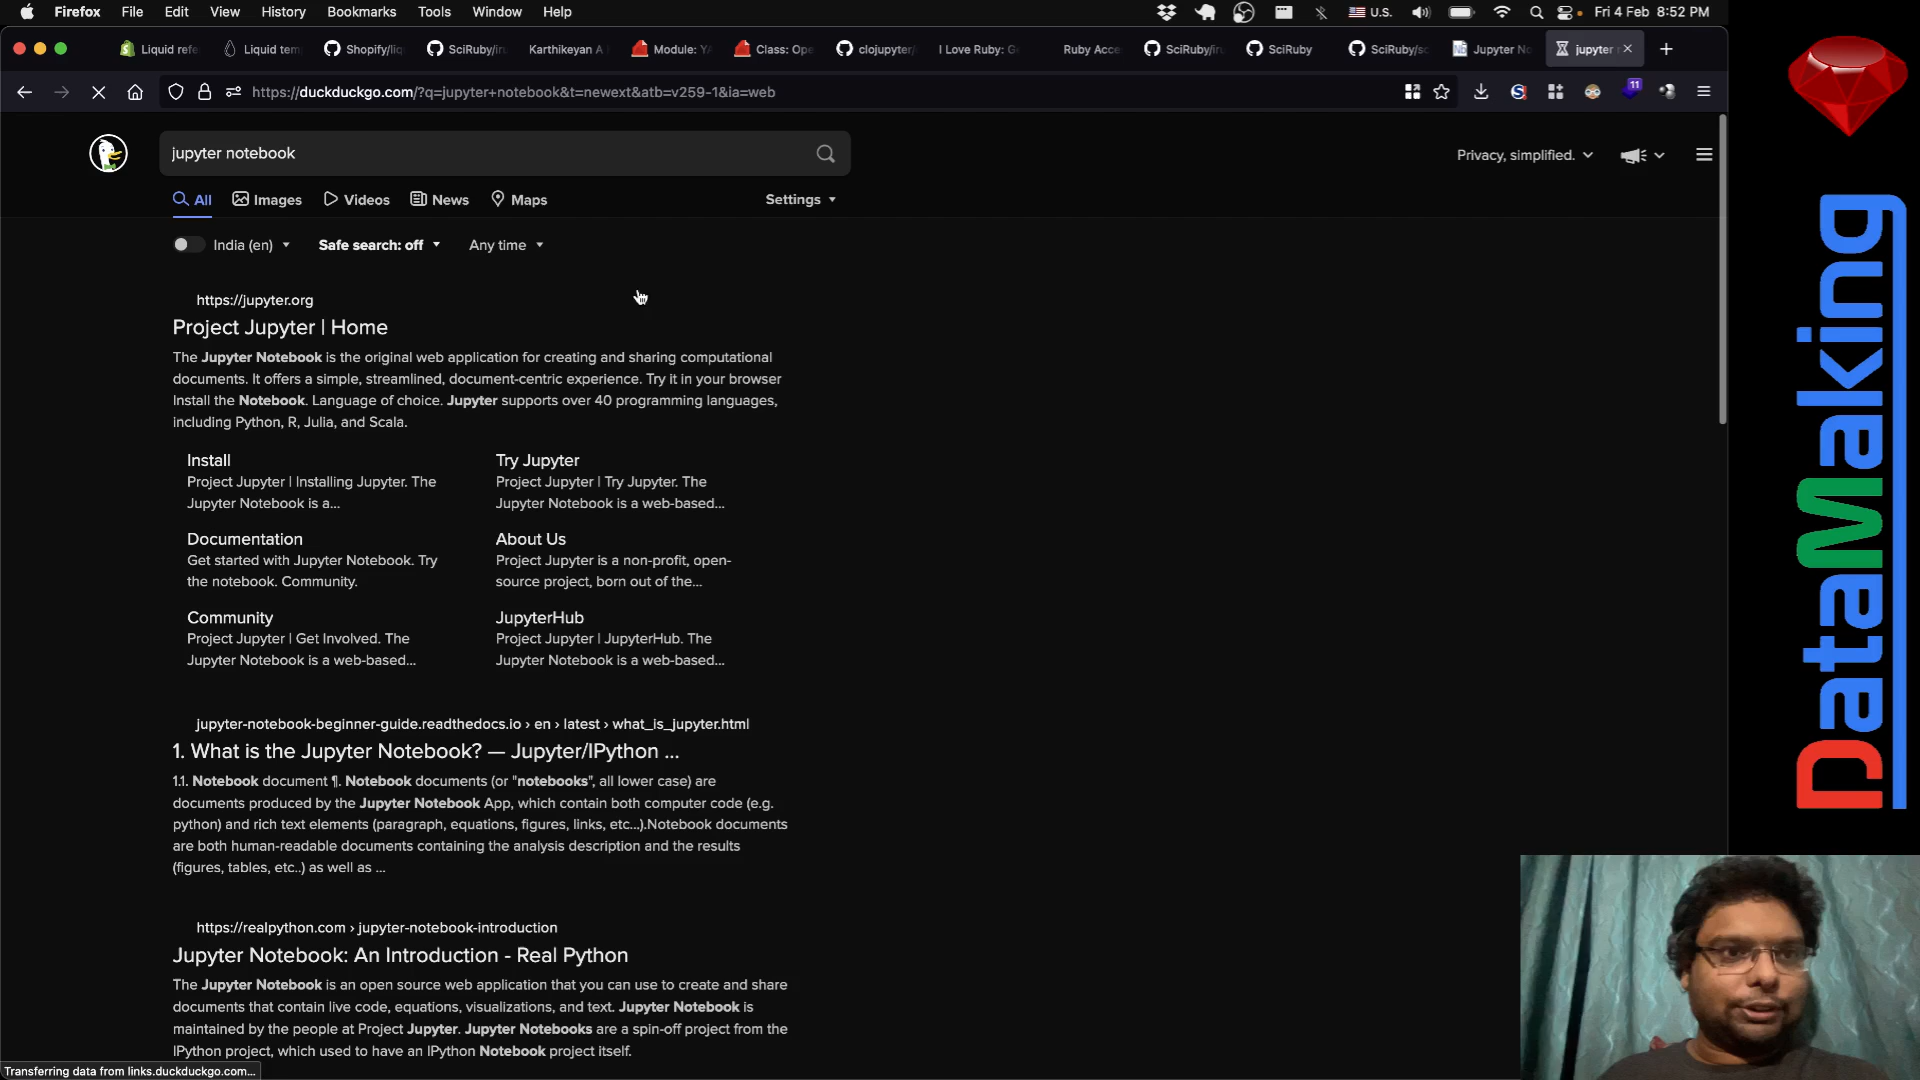 Firefox File Edit View History Bookmarks Tools Window Help U.S. Fri 4 Feb 8:52 PM
Liquid refe Liquid tem Shopify/liq SciRuby/iru Karthikeyan A Module: YA Class: Ope clojupyter/ I Love Ruby: G Ruby Acce SciRuby/iru SciRuby SciRuby/sc Jupyter No jupyter n
https://duckduckgo.com/?q=jupyter+notebook&t=newext&atb=v259-1&ia=web 11
jupyter notebook
Privacy, simplified.
All Images Videos News Maps Settings
India (en) Safe search: off Any time
https://jupyter.org
Project Jupyter | Home
The Jupyter Notebook is the original web application for creating and sharing computational
documents. It offers a simple, streamlined, document-centric experience. Try it in your browser
Install the Notebook. Language of choice. Jupyter supports over 40 programming languages,
including Python, R, Julia, and Scala.
Install
Project Jupyter | Installing Jupyter. The
Jupyter Notebook is a...
Try Jupyter
Project Jupyter | Try Jupyter. The
Jupyter Notebook is a web-based...
Documentation
Get started with Jupyter Notebook. Try
the notebook. Community.
About Us
Project Jupyter is a non-profit, open-
source project, born out of the...
Community
Project Jupyter | Get Involved. The
Jupyter Notebook is a web-based...
JupyterHub
Project Jupyter | JupyterHub. The
Jupyter Notebook is a web-based...
jupyter-notebook-beginner-guide.readthedocs.io › en › latest › what_is_jupyter.html
1. What is the Jupyter Notebook? — Jupyter/IPython ...
1.1. Notebook document ¶. Notebook documents (or "notebooks", all lower case) are
documents produced by the Jupyter Notebook App, which contain both computer code (e.g.
python) and rich text elements (paragraph, equations, figures, links, etc...).Notebook documents
are both human-readable documents containing the analysis description and the results
(figures, tables, etc..) as well as ...
https://realpython.com › jupyter-notebook-introduction
Jupyter Notebook: An Introduction - Real Python
The Jupyter Notebook is an open source web application that you can use to create and share
documents that contain live code, equations, visualizations, and text. Jupyter Notebook is
maintained by the people at Project Jupyter. Jupyter Notebooks are a spin-off project from the
IPython project, which used to have an IPython Notebook project itself.
Transferring data from links.duckduckgo.com...
DataMaking